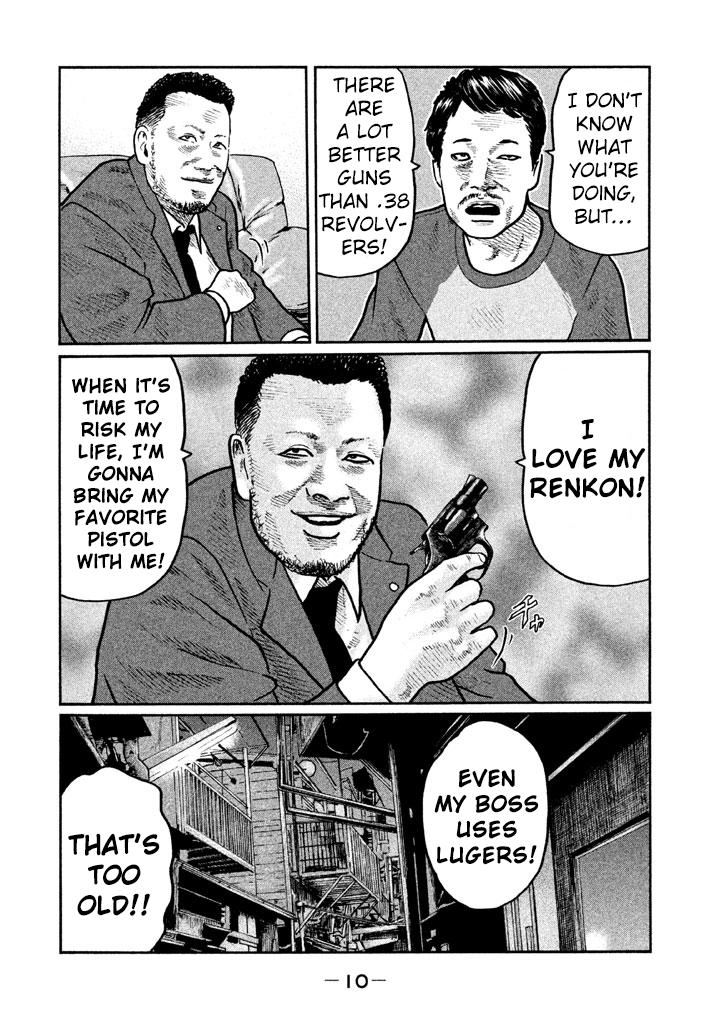 I DON'T
KNOW
WHAT
YOU'RE
DOING,
BUT...
THERE
ARE
A LOT
BETTER
GUNS
THAN .38
REVOLV-
ERS!
I
LOVE MY
RENKON!
チャ
WHEN IT'S
TIME TO
RISK MY
LIFE, I'M
GONNA
BRING MY
FAVORITE
PISTOL
WITH ME!
EVEN
MY BOSS
USES
LUGERS!
THAT'S
TOO
OLD!!
—10—